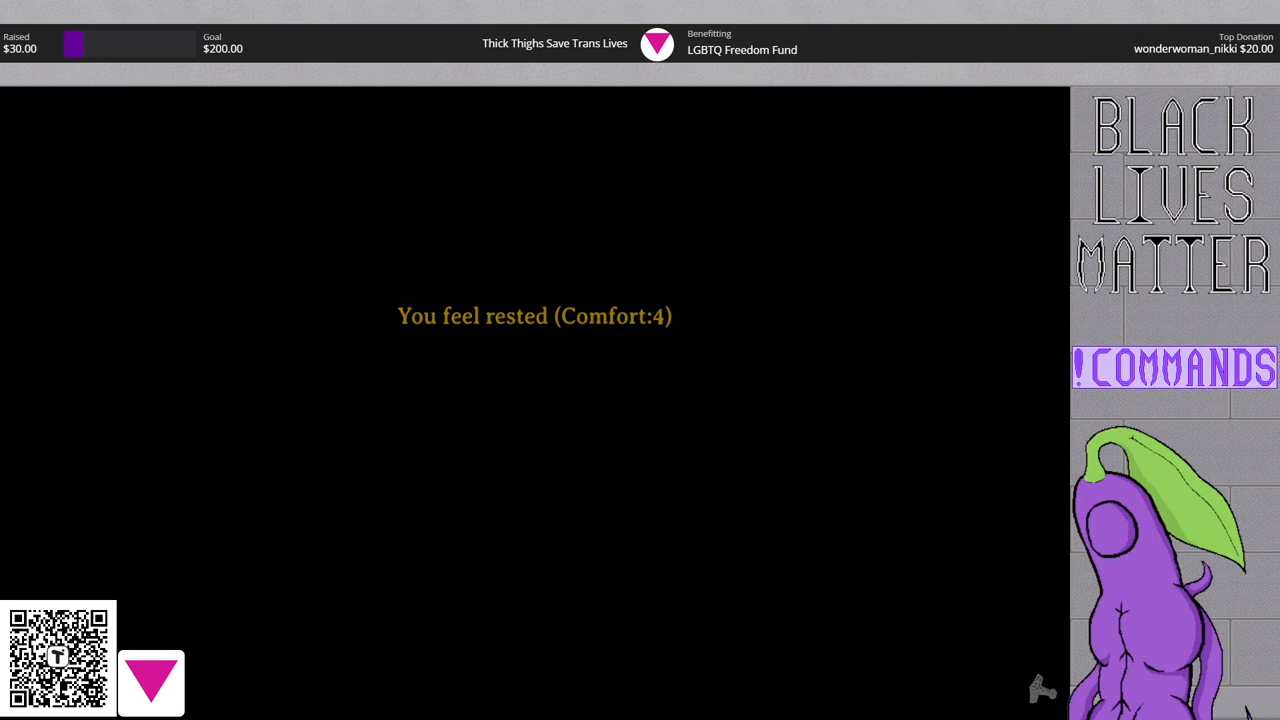 Raised
$30.00
Goal
$200.00
Thick Thighs Save Trans Lives
Benefitting
LGBTQ Freedom Fund
Top Donation
wonderwoman_nikki $20.00
BLACK
LIVES
MATTER
You feel rested (Comfort:4)
!COMMANDS
T